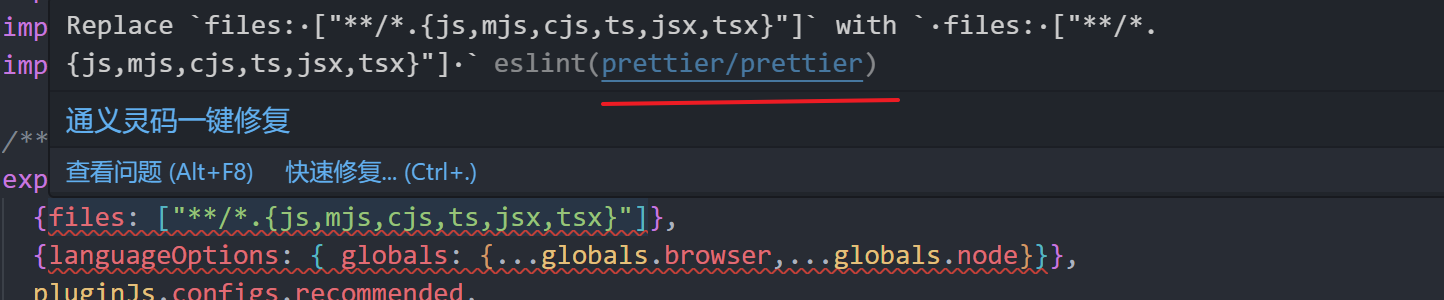 imp
Replace `files:·["**/*.{js,mjs,cjs,ts,jsx,tsx}"]` with `·files:·["**/*.
imp
{js,mjs,cjs,ts,jsx,tsx}"]·` eslint(prettier/prettier)
通义灵码一键修复
/**
查看问题 (Alt+F8) 快速修复... (Ctrl+.)
exp
{files: ["**/*.{js,mjs,cjs,ts,jsx,tsx}"]},
{languageOptions: { globals: {...globals.browser,...globals.node}}},
pluginJs.configs.recommended,